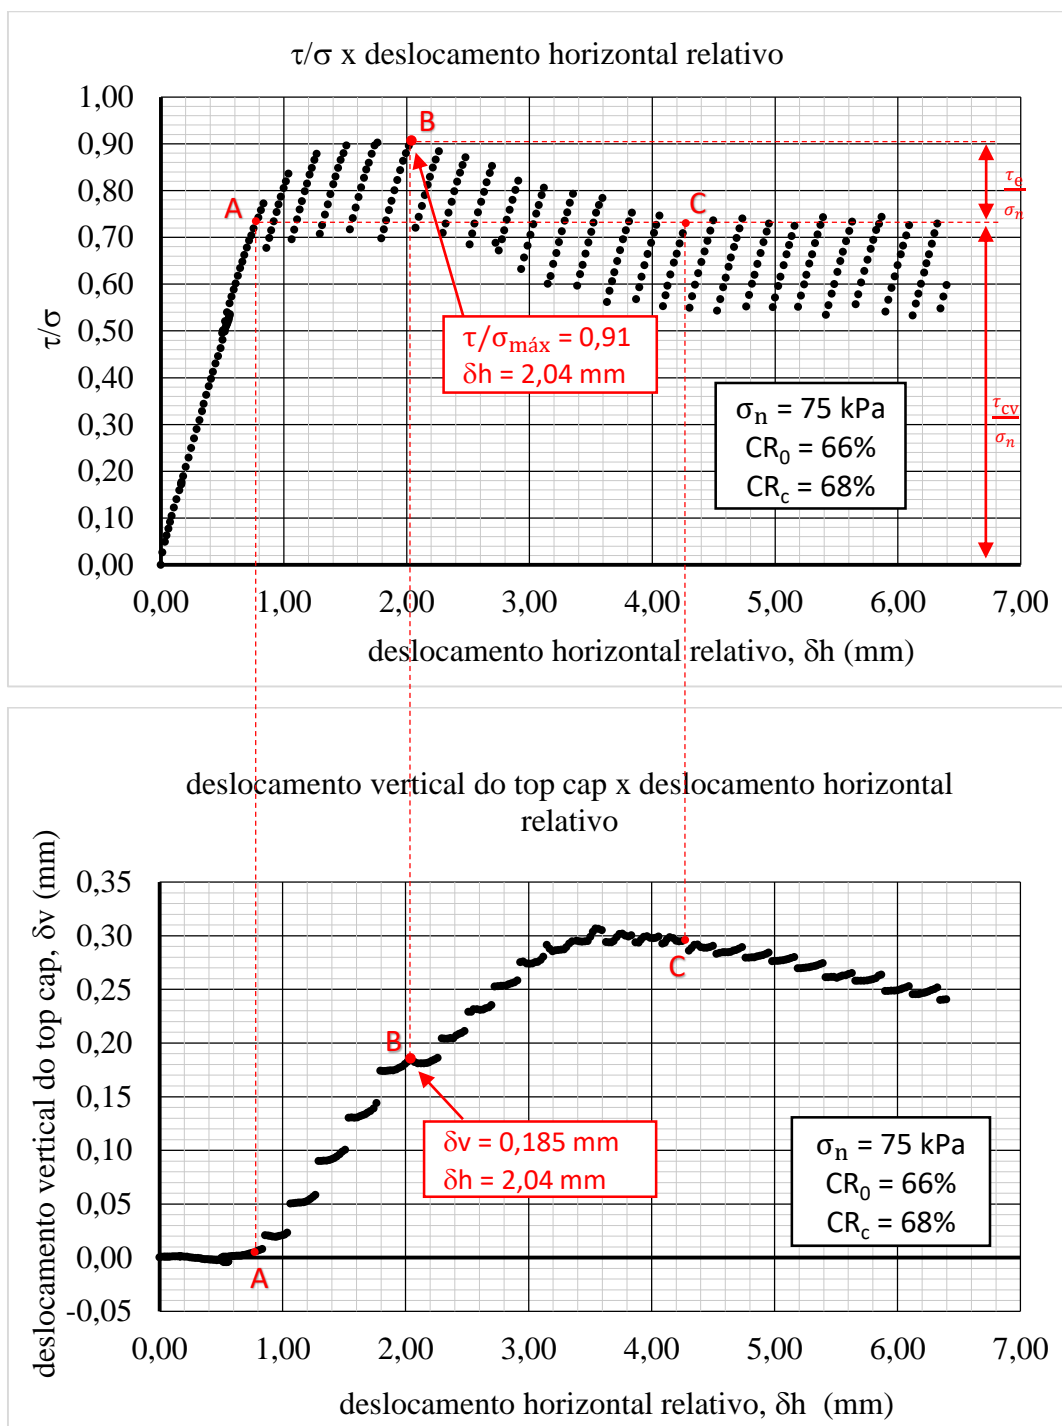 τ/σ x deslocamento horizontal relativo
1,00
0,90
0,80
0,70
0,60
0,50
0,40
0,30
0,20
0,10
0,00
τ/σ
A
B
C
τe
σn
τcv
σn
τ/σmáx = 0,91
δh = 2,04 mm
σn = 75 kPa
CR0 = 66%
CRc = 68%
0,00 1,00 2,00 3,00 4,00 5,00 6,00 7,00
deslocamento horizontal relativo, δh (mm)
deslocamento vertical do top cap x deslocamento horizontal
relativo
deslocamento vertical do top cap, δv (mm)
0,35
0,30
0,25
0,20
0,15
0,10
0,05
0,00
-0,05
A
B
C
δv = 0,185 mm
δh = 2,04 mm
σn = 75 kPa
CR0 = 66%
CRc = 68%
0,00 1,00 2,00 3,00 4,00 5,00 6,00 7,00
deslocamento horizontal relativo, δh (mm)